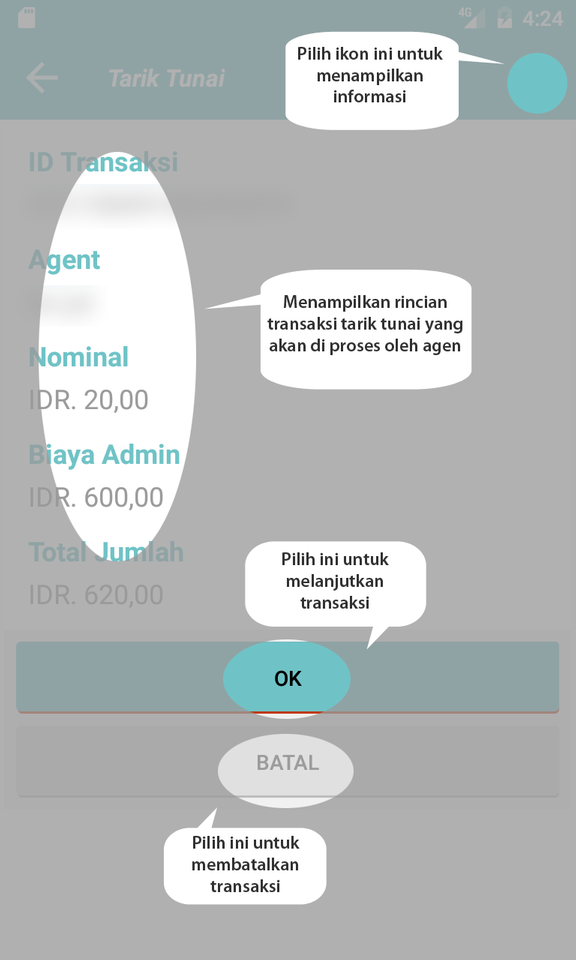 4G 4:24
Pilih ikon ini untuk
menampilkan
informasi
Tarik Tunai
ID Transaksi
Agent
Menampilkan rincian
transaksi tarik tunai yang
akan di proses oleh agen
Nominal
IDR. 20,00
Biaya Admin
IDR. 600,00
Total Jumlah
IDR. 620,00
Pilih ini untuk
melanjutkan
transaksi
OK
BATAL
Pilih ini untuk
membatalkan
transaksi